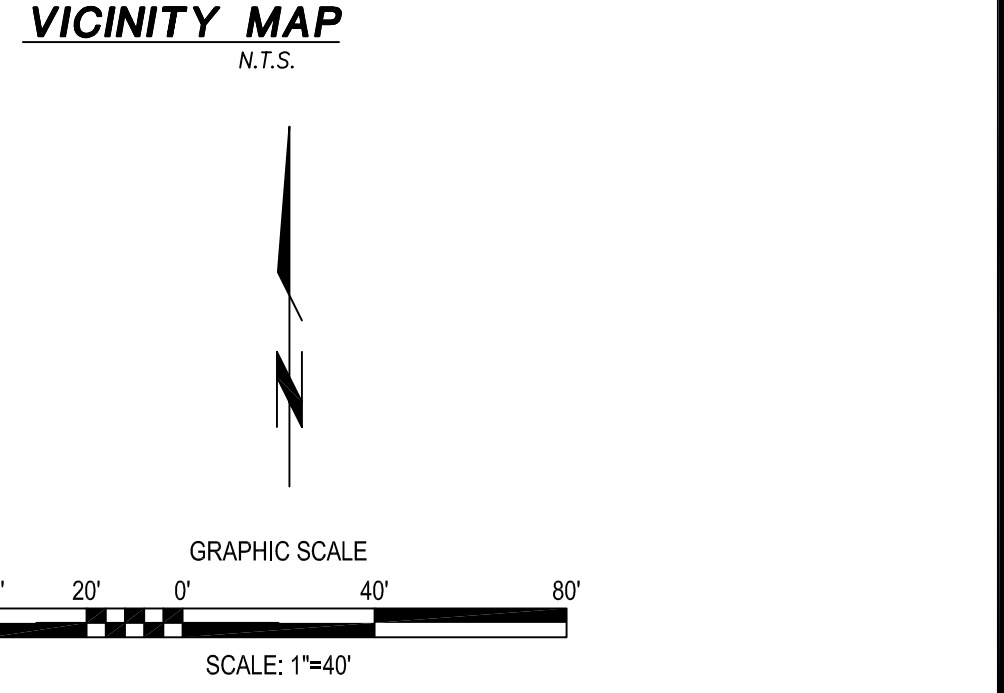 VICINITY MAP
N.T.S.
N
GRAPHIC SCALE
' 20' 0' 40' 80'
SCALE: 1"=40'